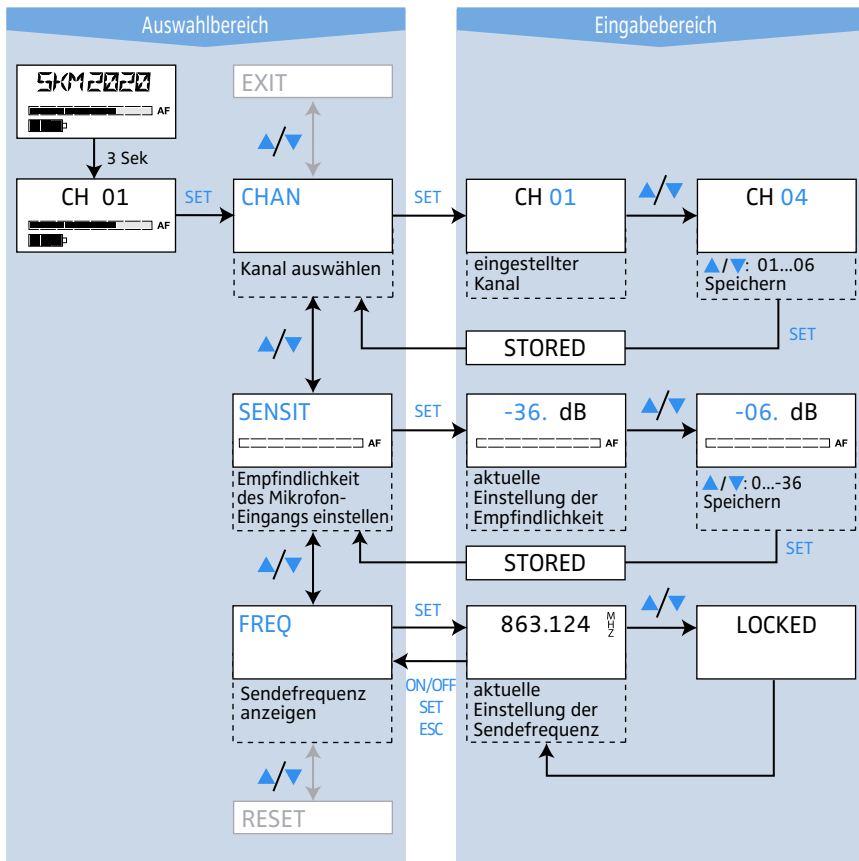 Auswahlbereich
Eingabebereich
SKM2020
AF
EXIT
▲/▼
3 Sek
CH 01
AF
SET
CHAN
Kanal auswählen
SET
CH 01
eingestellter
Kanal
▲/▼
CH 04
▲/▼: 01...06
Speichern
SET
STORED
▲/▼
SENSIT
AF
Empfindlichkeit
des Mikrofon-
Eingangs einstellen
SET
-36. dB
AF
aktuelle
Einstellung der
Empfindlichkeit
▲/▼
-06. dB
AF
▲/▼: 0...-36
Speichern
SET
STORED
▲/▼
FREQ
Sendefrequenz
anzeigen
SET
ON/OFF
SET
ESC
863.124 MHZ
aktuelle
Einstellung der
Sendefrequenz
▲/▼
LOCKED
▲/▼
RESET